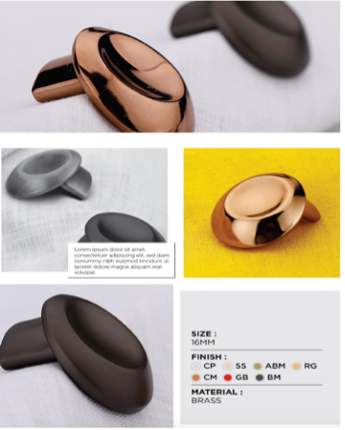 Lorem ipsum dolor sit amet,
consectetuer adipiscing elit, sed diam
nonummy nibh euismod tincidunt ut
laoreet dolore magna aliquam erat
volutpat.
SIZE :
16MM
FINISH :
CP SS ABM RG
CM GB BM
MATERIAL :
BRASS